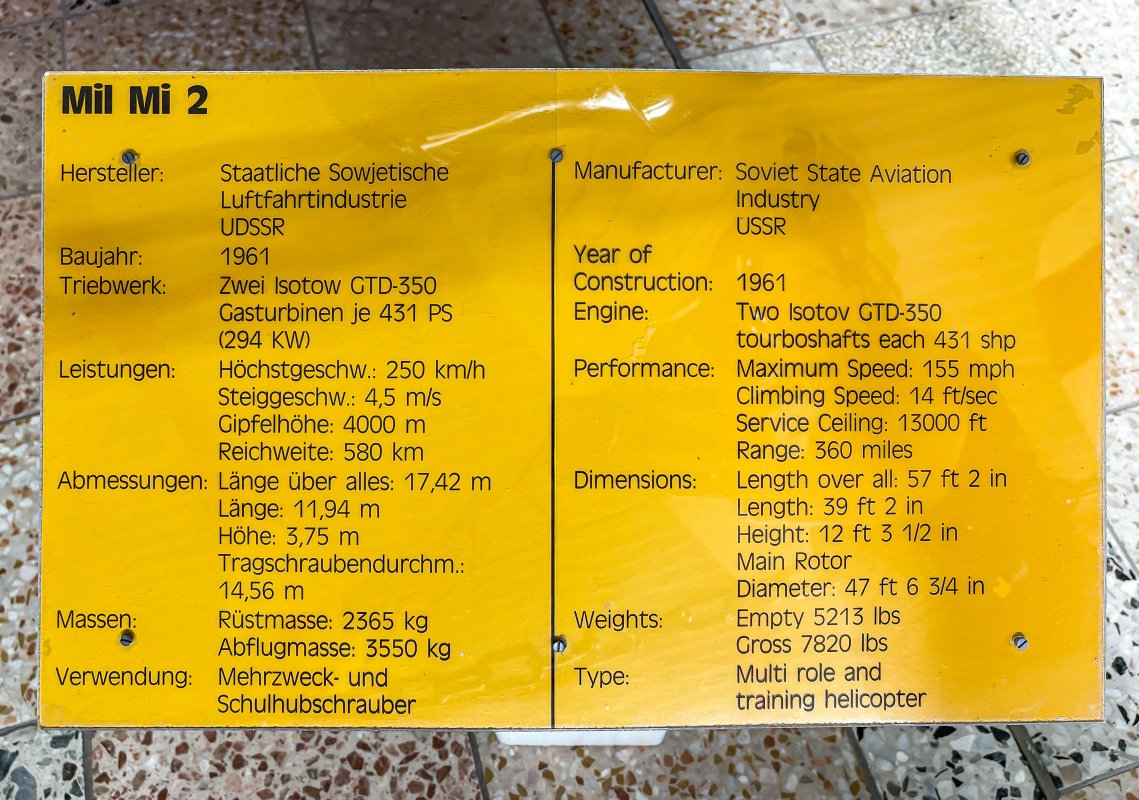 Mil Mi 2
Hersteller: Staatliche Sowjetische
Luftfahrtindustrie
UDSSR
Baujahr: 1961
Triebwerk: Zwei Isotow GTD-350
Gasturbinen je 431 PS
(294 KW)
Leistungen: Höchstgeschw.: 250 km/h
Steiggeschw.: 4,5 m/s
Gipfelhöhe: 4000 m
Reichweite: 580 km
Abmessungen: Länge über alles: 17,42 m
Länge: 11,94 m
Höhe: 3,75 m
Tragschraubendurchm.:
14,56 m
Massen: Rüstmasse: 2365 kg
Abflugmasse: 3550 kg
Verwendung: Mehrzweck- und
Schulhubschrauber
Manufacturer: Soviet State Aviation
Industry
USSR
Year of
Construction: 1961
Engine: Two Isotov GTD-350
tourboshafts each 431 shp
Performance: Maximum Speed: 155 mph
Climbing Speed: 14 ft/sec
Service Ceiling: 13000 ft
Range: 360 miles
Dimensions: Length over all: 57 ft 2 in
Length: 39 ft 2 in
Height: 12 ft 3 1/2 in
Main Rotor
Diameter: 47 ft 6 3/4 in
Weights: Empty 5213 lbs
Gross 7820 lbs
Type: Multi role and
training helicopter